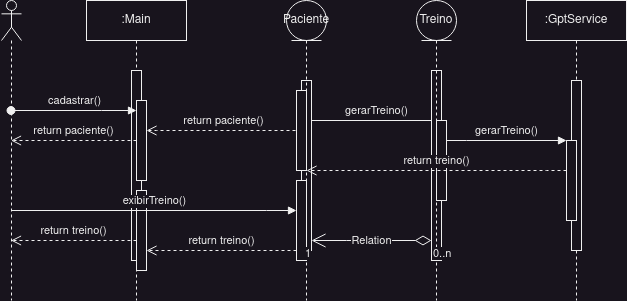 :Main
Paciente
Treino
:GptService
cadastrar()
gerarTreino()
return paciente()
return paciente()
gerarTreino()
return treino()
exibirTreino()
return treino()
return treino()
Relation
1
0..n